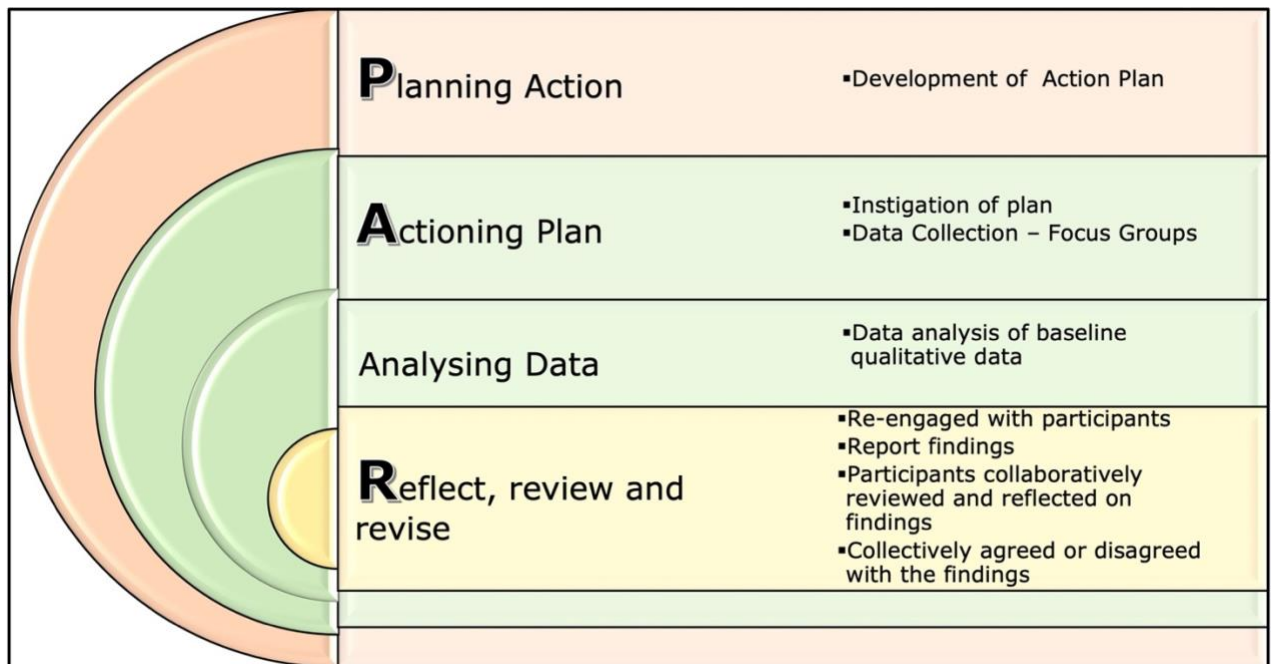 Planning Action
▪Development of  Action Plan
Actioning Plan
▪Instigation of plan
▪Data Collection – Focus Groups
Analysing Data
▪Data analysis of baseline
qualitative data
Reflect, review and
revise
▪Re-engaged with participants
▪Report findings
▪Participants collaboratively
reviewed and reflected on
findings
▪Collectively agreed or disagreed
with the findings